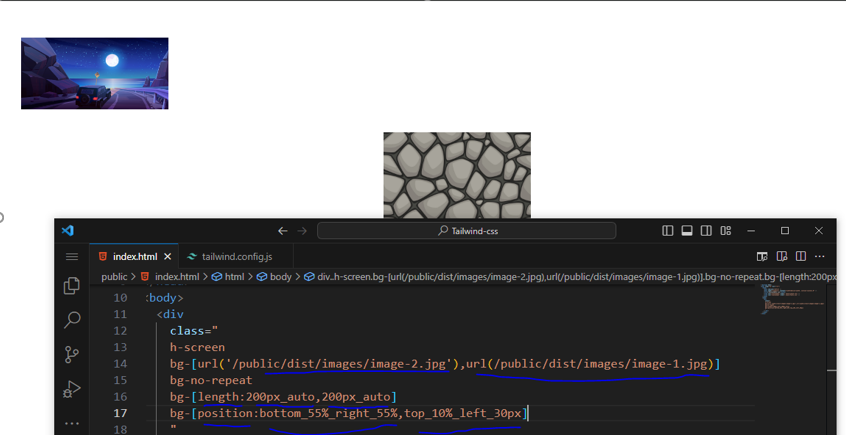 Tailwind-css
index.html
tailwind.config.js
public > index.html > html > body > div..h-screen.bg-[url(/public/dist/images/image-2.jpg),url(/public/dist/images/image-1.jpg)].bg-no-repeat.bg-[length:200px
10 <body>
11 <div
12 class="
13 h-screen
14 bg-[url('/public/dist/images/image-2.jpg'),url(/public/dist/images/image-1.jpg)]
15 bg-no-repeat
16 bg-[length:200px_auto,200px_auto]
17 bg-[position:bottom_55%_right_55%,top_10%_left_30px]
18 "